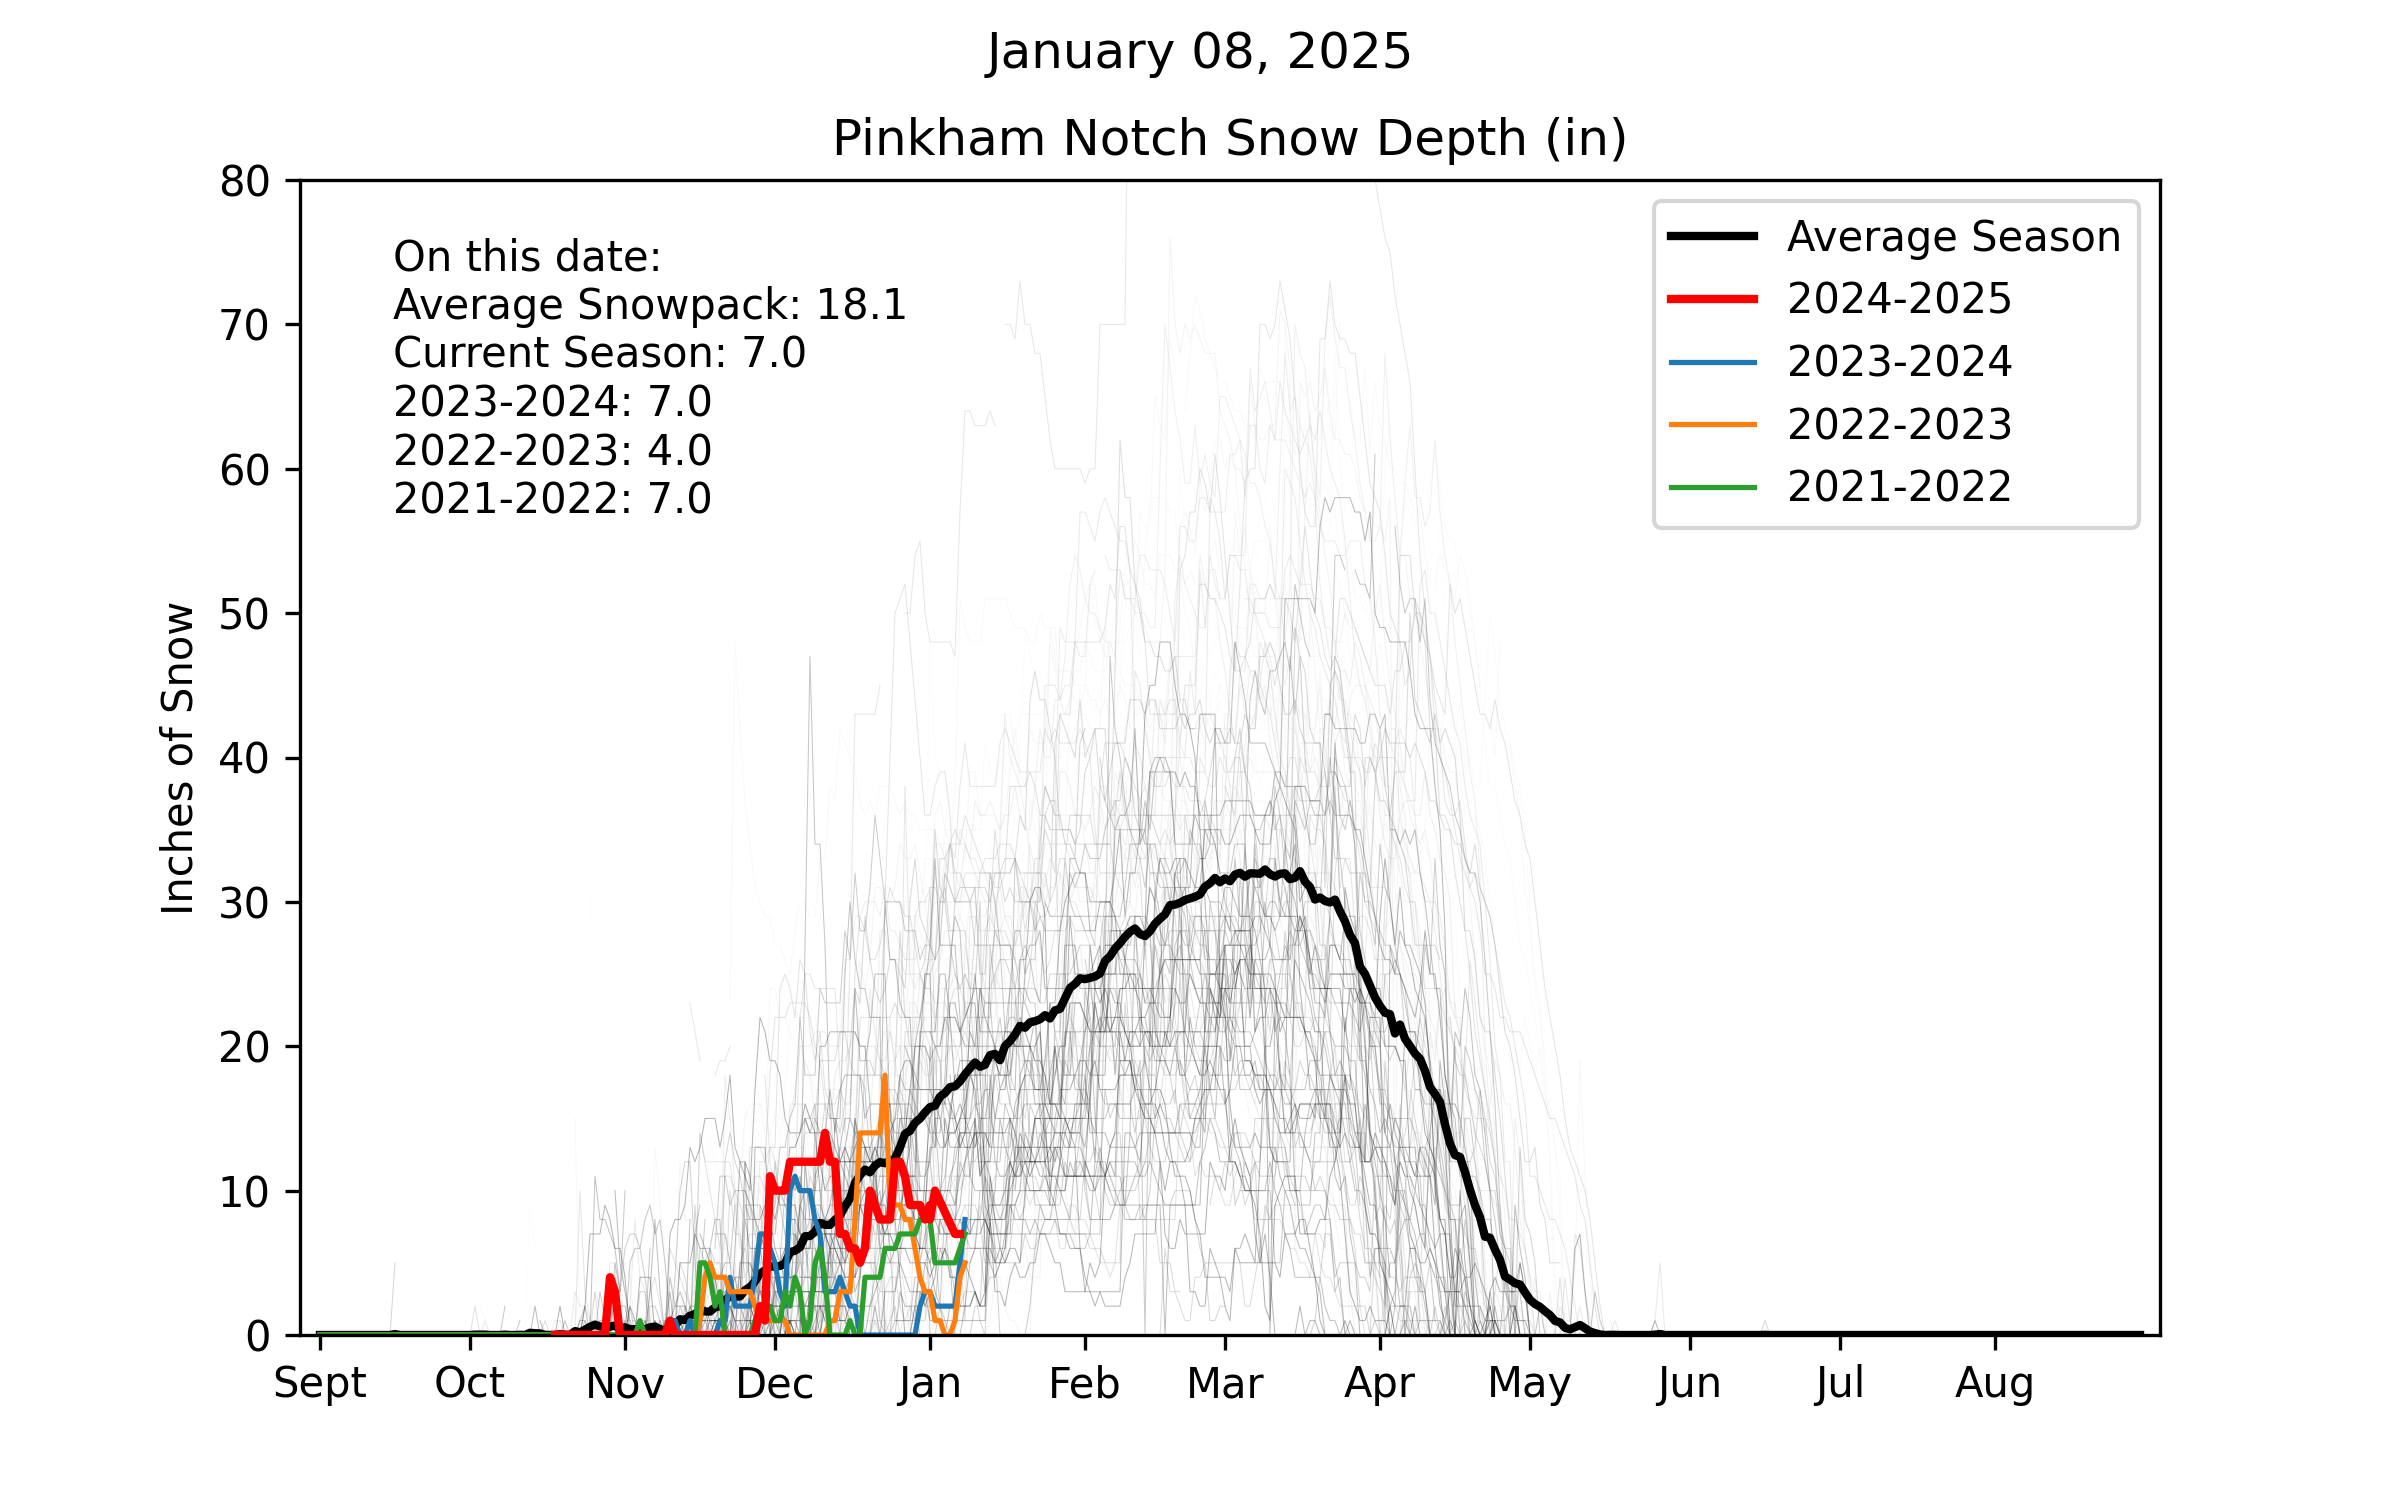 January 08, 2025
Pinkham Notch Snow Depth (in)
On this date:
Average Snowpack: 18.1
Current Season: 7.0
2023-2024: 7.0
2022-2023: 4.0
2021-2022: 7.0
Average Season
2024-2025
2023-2024
2022-2023
2021-2022
Inches of Snow
80
70
60
50
40
30
20
10
0
Sept Oct Nov Dec Jan Feb Mar Apr May Jun Jul Aug